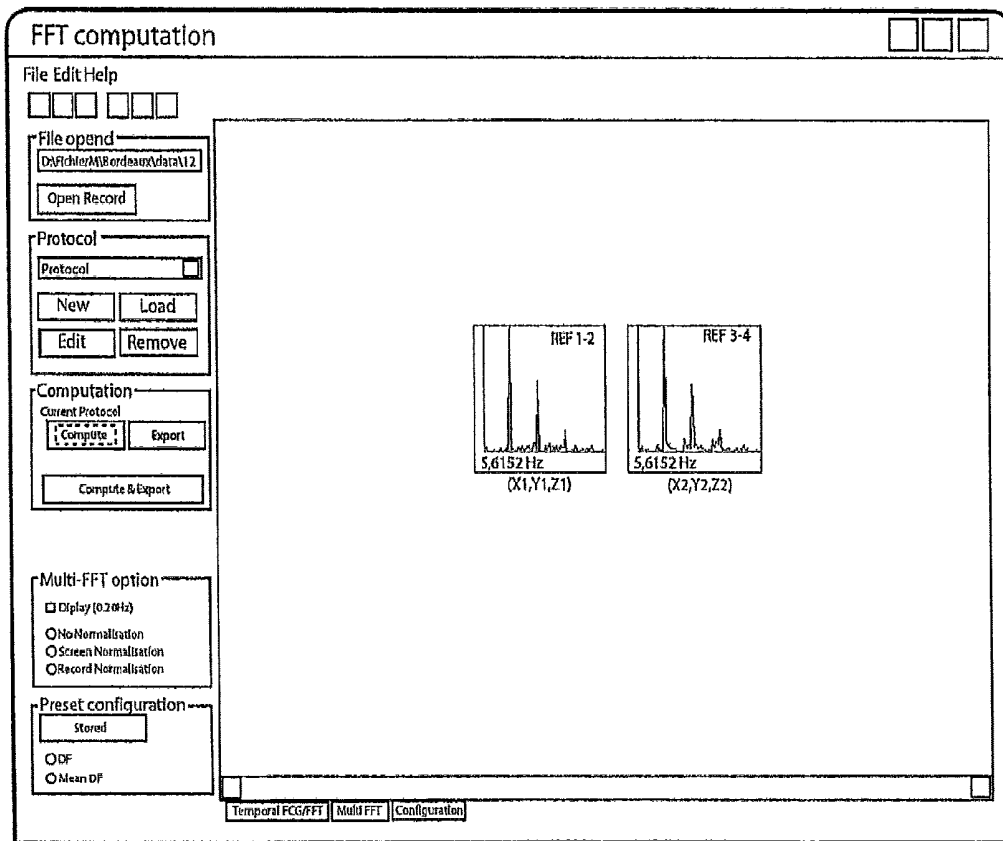 FFT computation
File Edit Help
File opend
D:\FichierM\Bordeaux\data\12
Open Record
Protocol
Protocol
New Load
Edit Remove
Computation
Current Protocol
Compute Export
Compute & Export
REF 1-2
5,6152 Hz
(X1,Y1,Z1)
REF 3-4
5,6152 Hz
(X2,Y2,Z2)
Multi-FFT option
Diplay (0.20Hz)
No Normalisation
Screen Normalisation
Record Normalisation
Preset configuration
Stored
DF
Mean DF
Temporal ECG/FFT Multi FFT Configuration